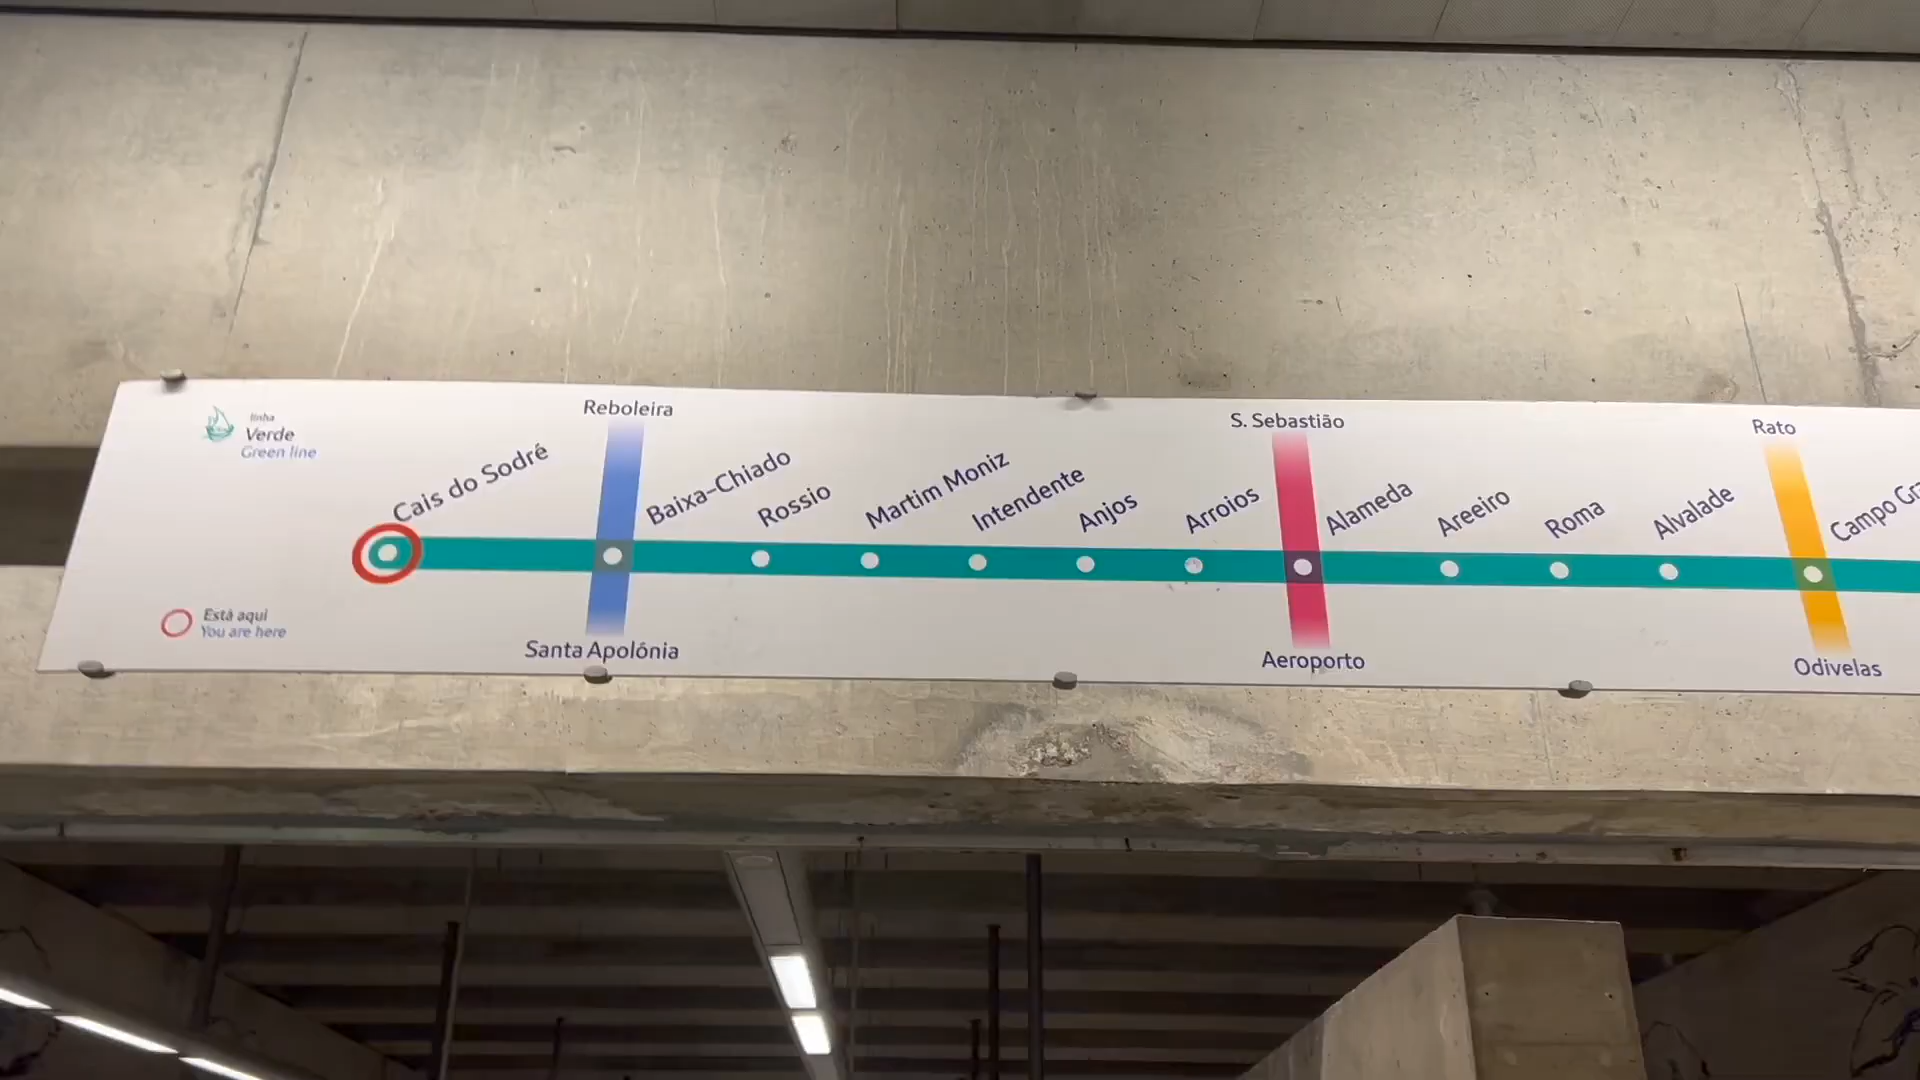 linha
Verde
Green line
Reboleira
S. Sebastião
Rato
Cais do Sodré
Baixa-Chiado
Rossio
Martim Moniz
Intendente
Anjos
Arroios
Alameda
Areeiro
Roma
Alvalade
Campo
Está aqui
You are here
Santa Apolónia
Aeroporto
Odivelas